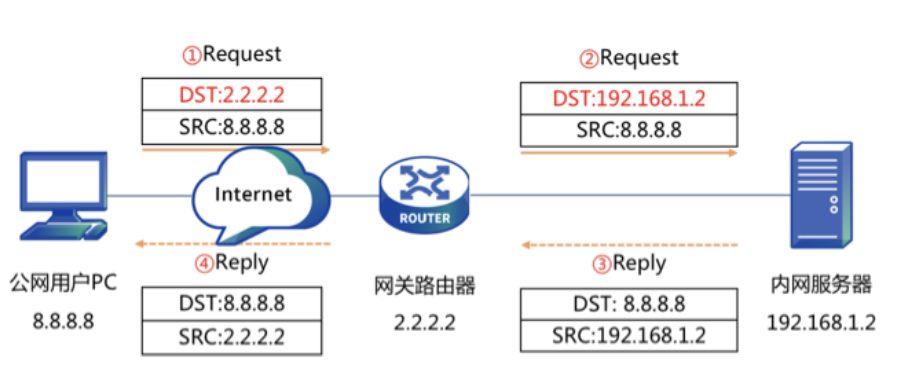 ①Request
DST:2.2.2.2
SRC:8.8.8.8
②Request
DST:192.168.1.2
SRC:8.8.8.8
Internet
ROUTER
④Reply
DST:8.8.8.8
SRC:2.2.2.2
③Reply
DST: 8.8.8.8
SRC:192.168.1.2
公网用户PC
8.8.8.8
网关路由器
2.2.2.2
内网服务器
192.168.1.2